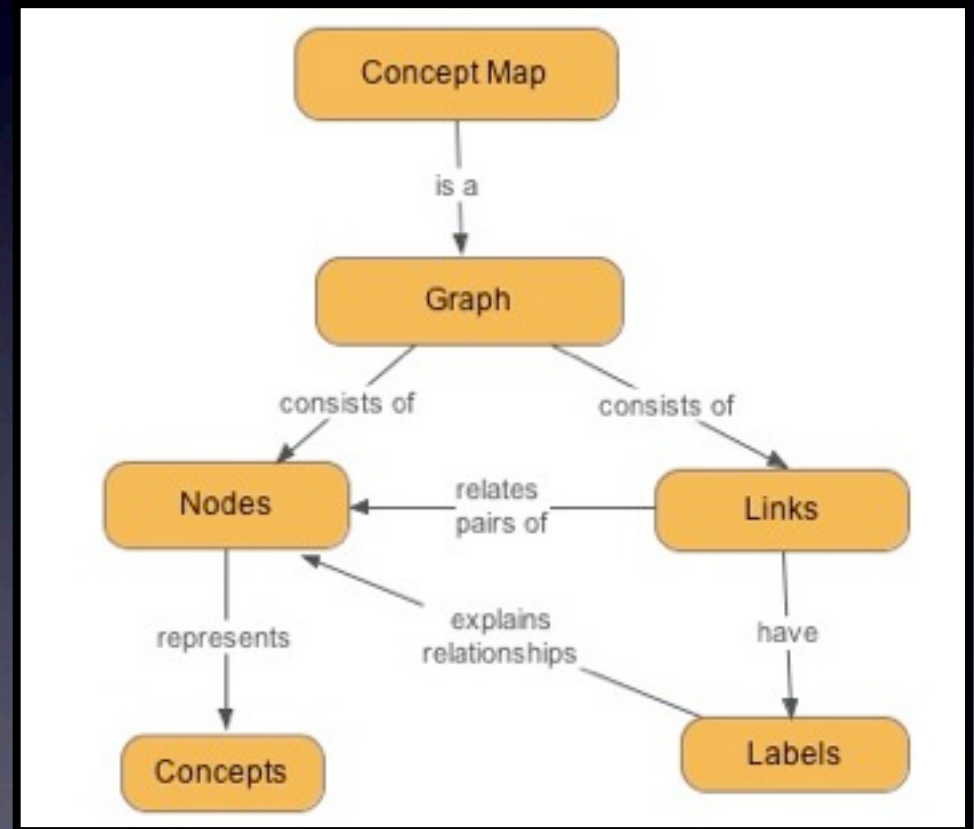 Concept Map
is a
Graph
consists of
consists of
Nodes
relates
pairs of
Links
represents
explains
relationships
have
Concepts
Labels